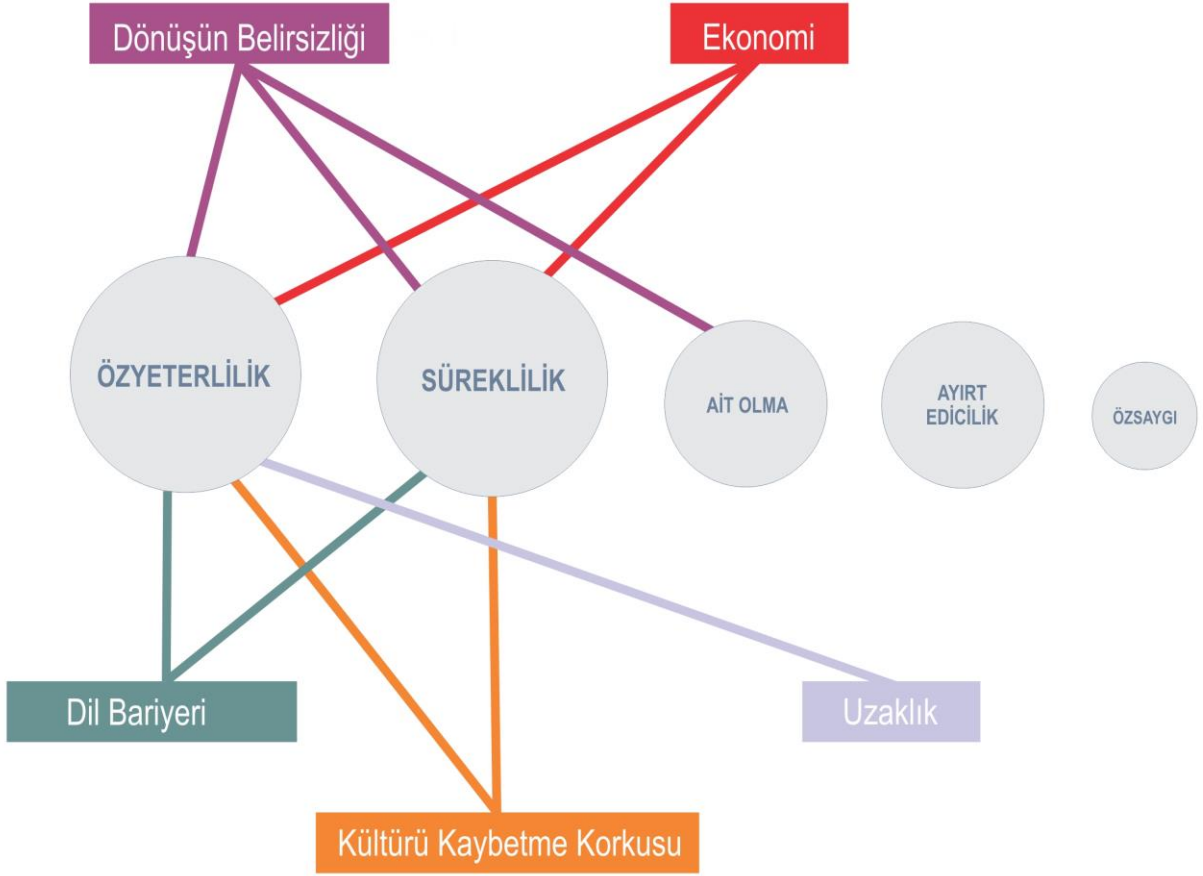 Dönüşün Belirsizliği
Ekonomi
ÖZYETERLİLİK
SÜREKLİLİK
AİT OLMA
AYIRT
EDİCİLİK
ÖZSAYGI
Dil Bariyeri
Uzaklık
Kültürü Kaybetme Korkusu